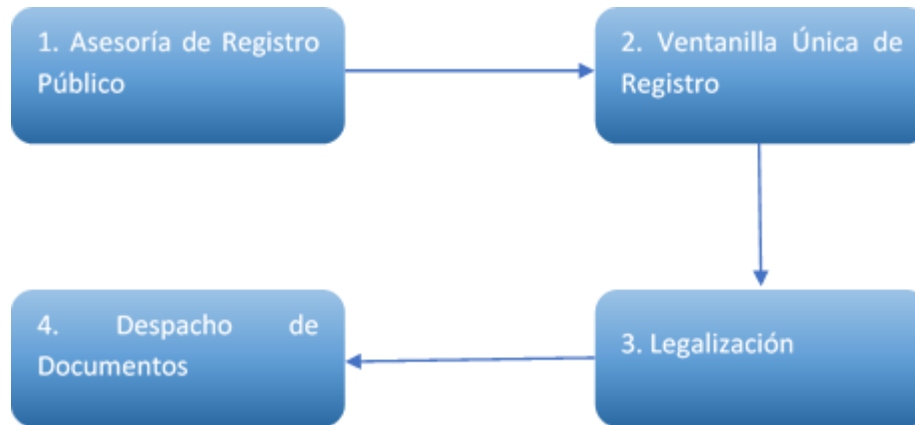 1. Asesoría de Registro
Público
2. Ventanilla Única de
Registro
3. Legalización
4. Despacho de
Documentos